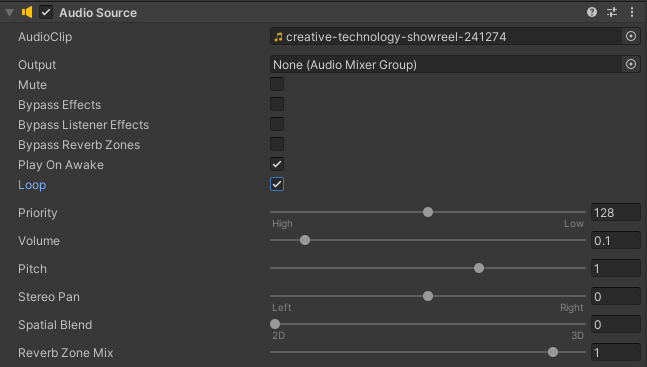 Audio Source
AudioClip creative-technology-showreel-241274
Output None (Audio Mixer Group)
Mute
Bypass Effects
Bypass Listener Effects
Bypass Reverb Zones
Play On Awake
Loop
Priority 128
High Low
Volume 0.1
Pitch 1
Stereo Pan 0
Left Right
Spatial Blend 0
2D 3D
Reverb Zone Mix 1